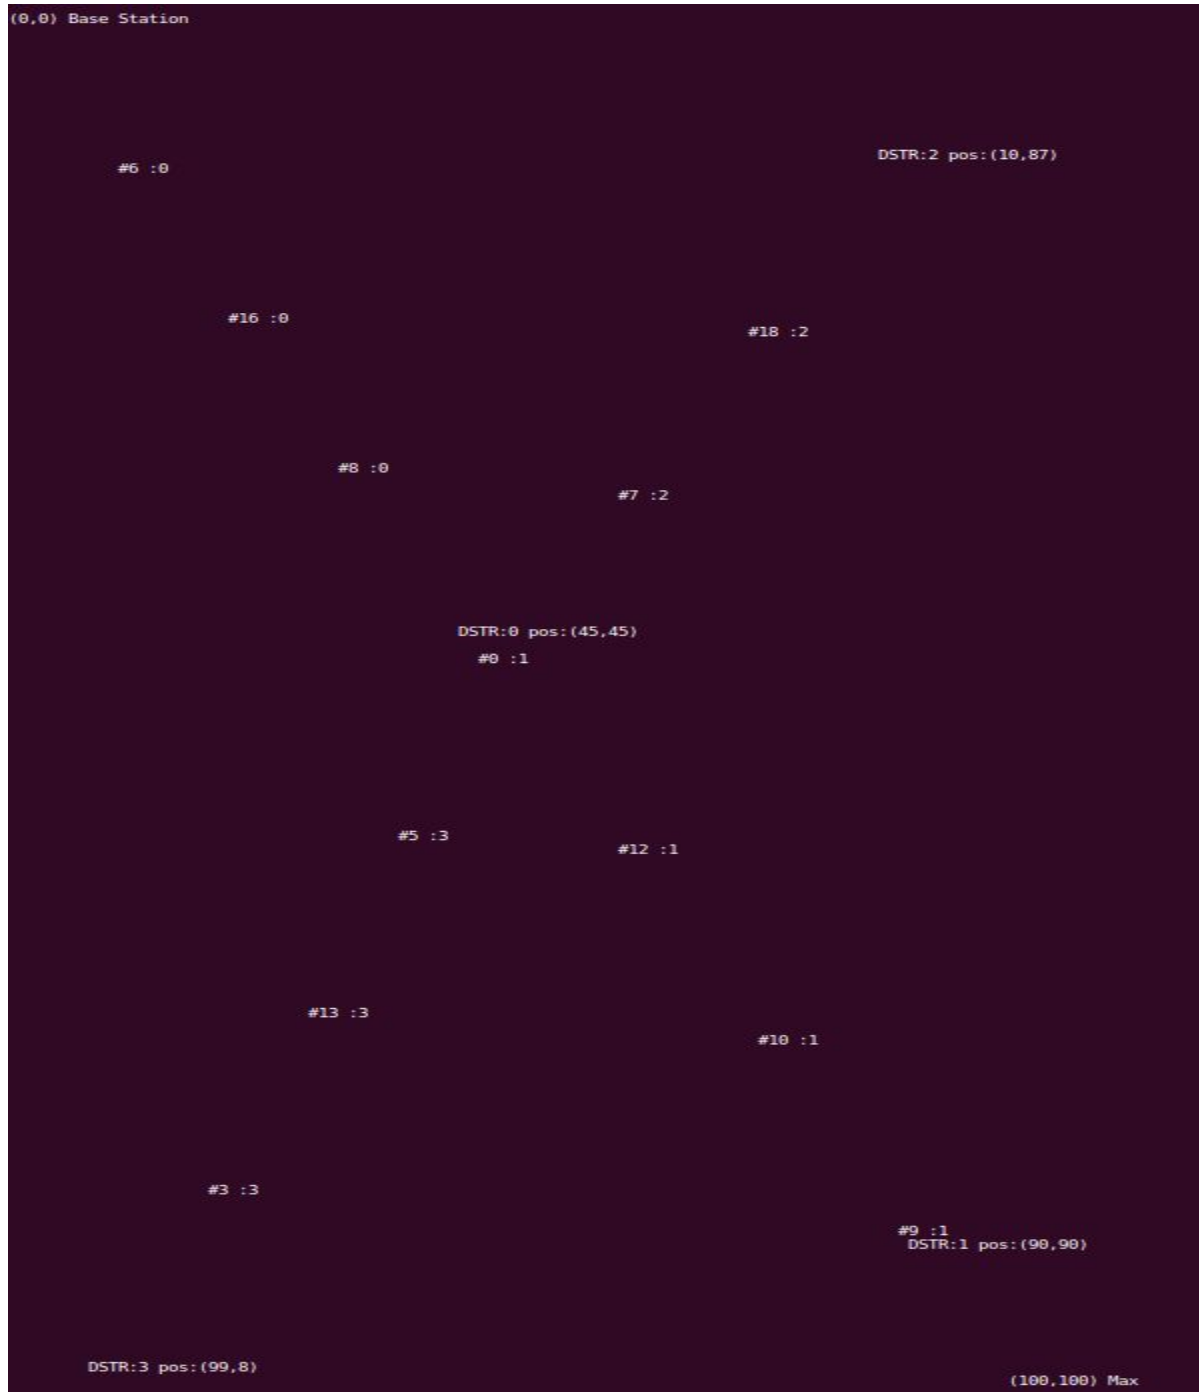 (0,0) Base Station
DSTR:2 pos:(10,87)
#6 :0
#16 :0
#18 :2
#8 :0
#7 :2
DSTR:0 pos:(45,45)
#0 :1
#5 :3
#12 :1
#13 :3
#10 :1
#3 :3
#9 :1
DSTR:1 pos:(90,90)
DSTR:3 pos:(99,8)
(100,100) Max